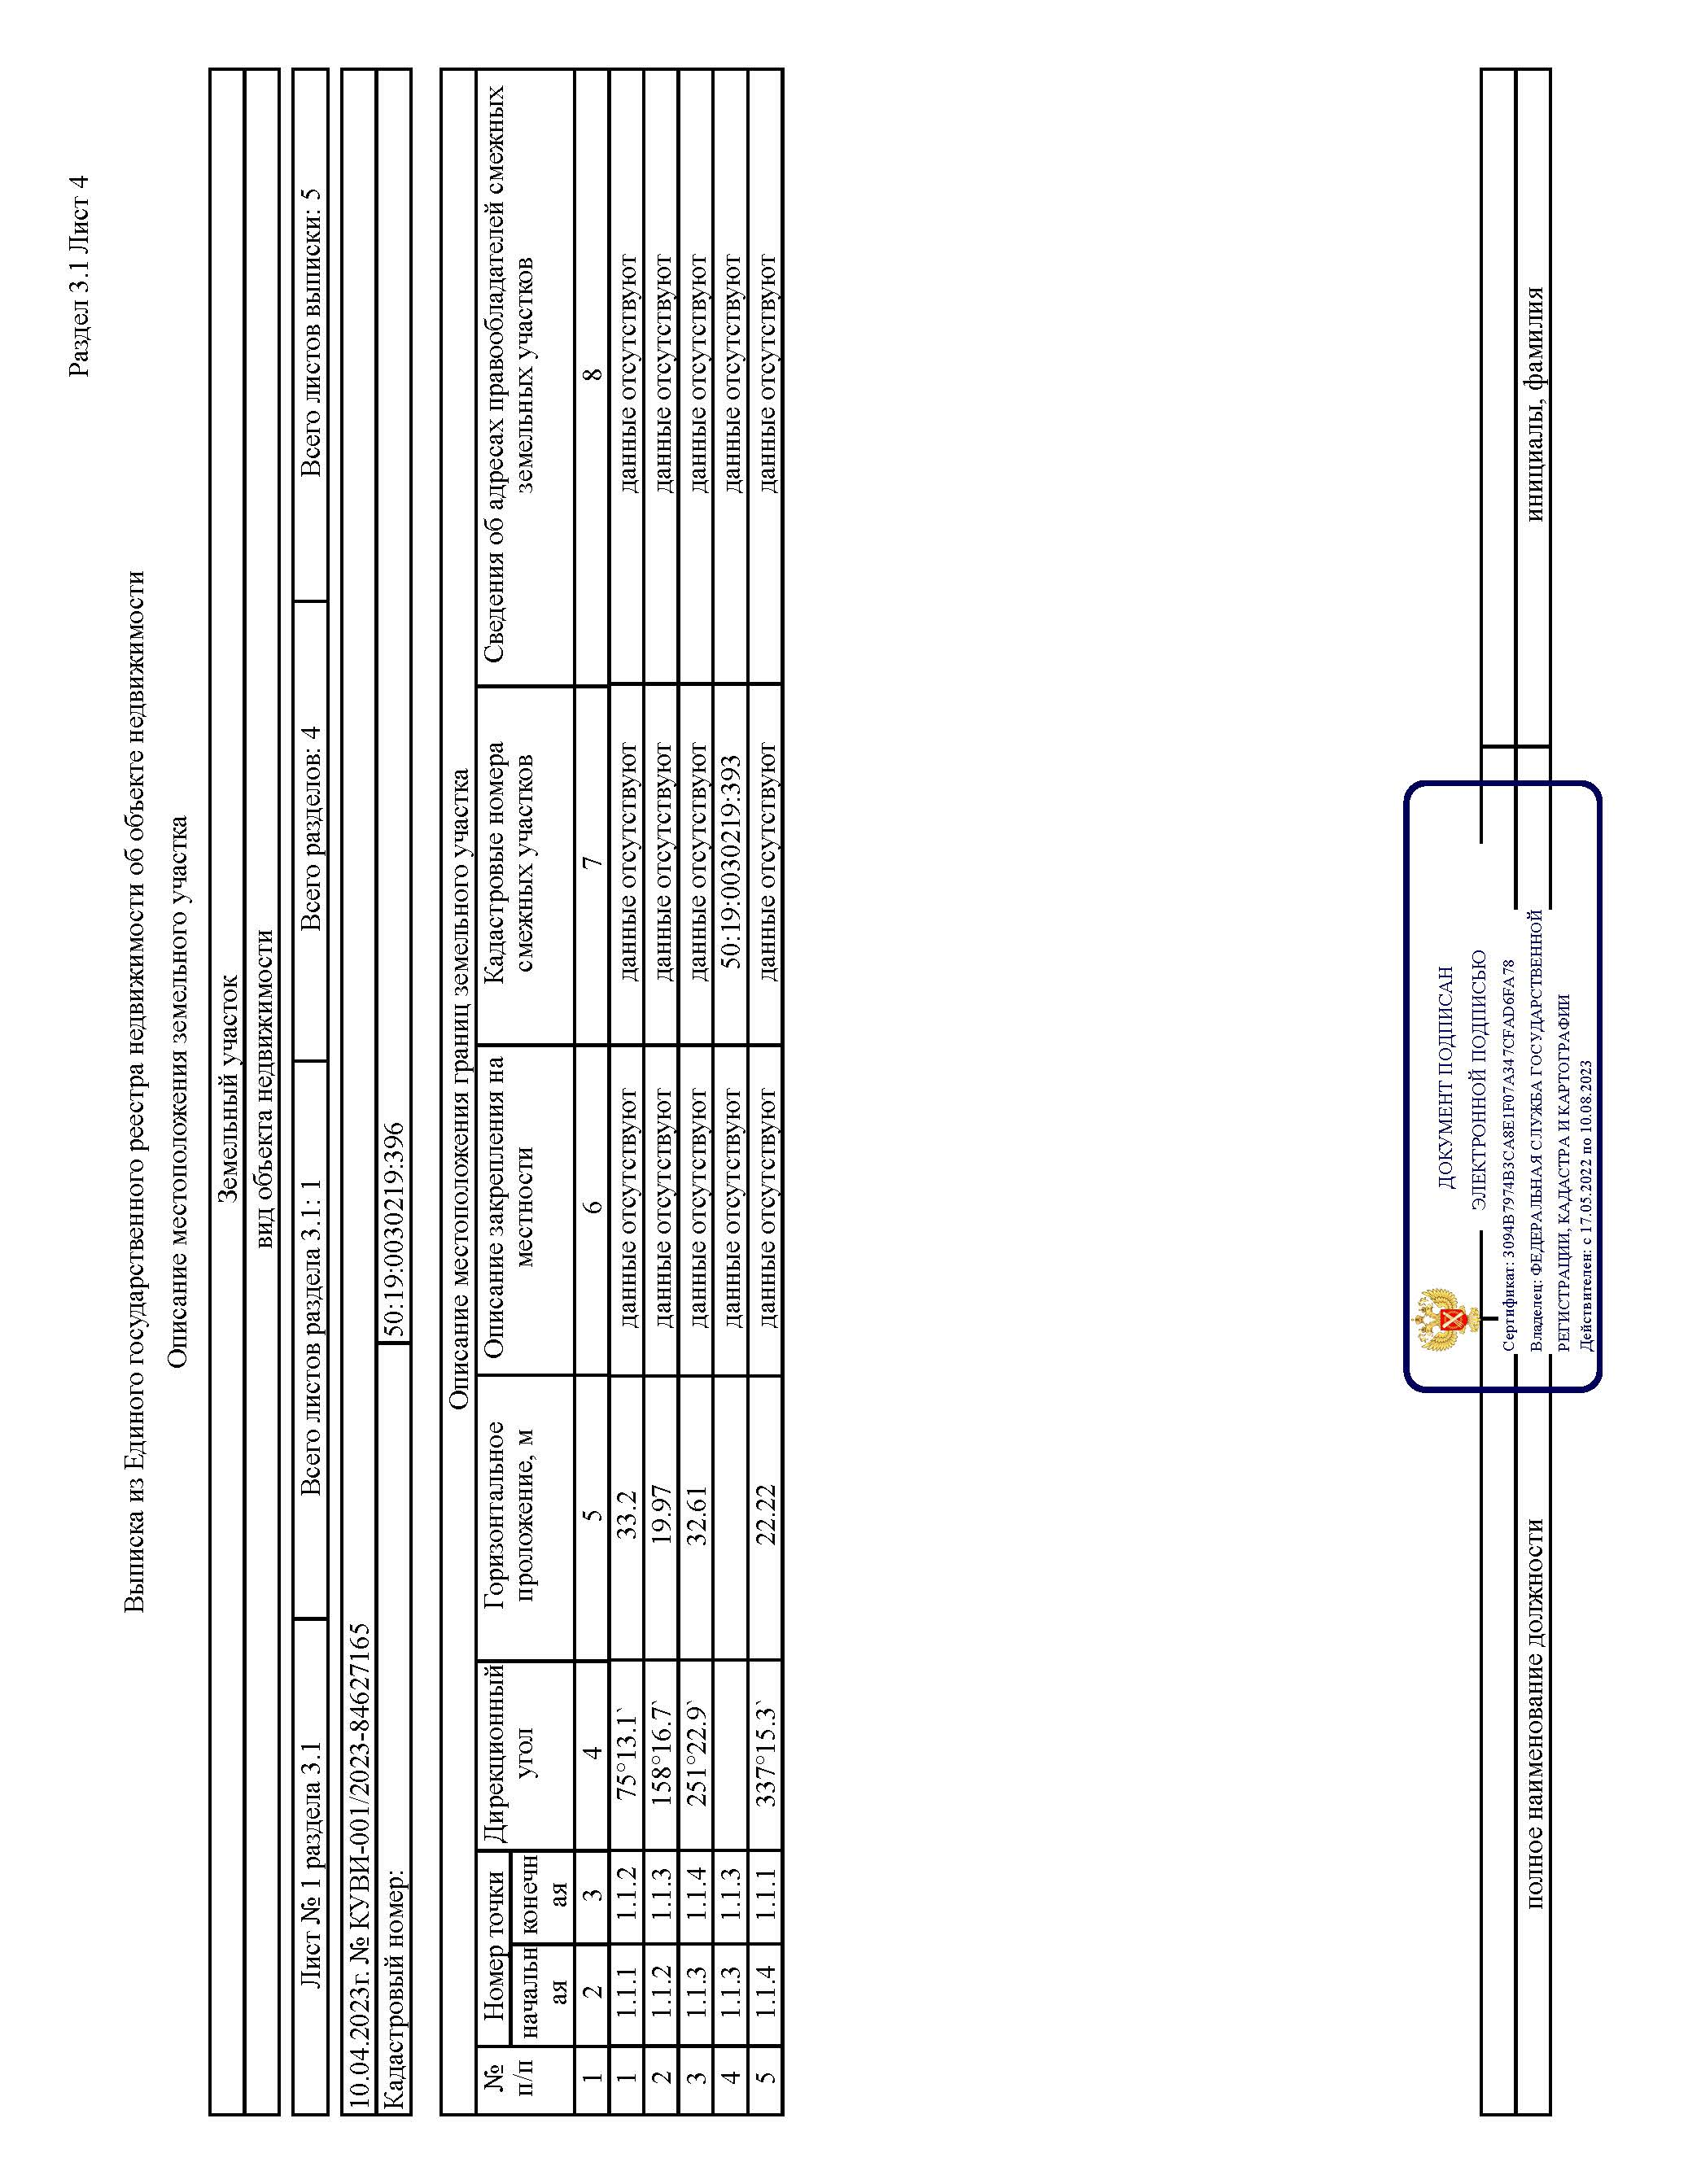 Раздел 3.1 Лист 4
Выписка из Единого государственного реестра недвижимости об объекте недвижимости
Описание местоположения земельного участка
Земельный участок
вид объекта недвижимости
Лист № 1 раздела 3.1 Всего листов раздела 3.1: 1 Всего разделов: 4 Всего листов выписки: 5
10.04.2023г. № КУВИ-001/2023-84627165
Кадастровый номер: 50:19:0030219:396
Описание местоположения границ земельного участка
№ п/п Номер точки Дирекционный угол Горизонтальное проложение, м Описание закрепления на местности Кадастровые номера смежных участков Сведения об адресах правообладателей смежных земельных участков
начальн ая конечн ая
1 2 3 4 5 6 7 8
1 1.1.1 1.1.2 75°13.1` 33.2 данные отсутствуют данные отсутствуют данные отсутствуют
2 1.1.2 1.1.3 158°16.7` 19.97 данные отсутствуют данные отсутствуют данные отсутствуют
3 1.1.3 1.1.4 251°22.9` 32.61 данные отсутствуют данные отсутствуют данные отсутствуют
4 1.1.3 1.1.3 данные отсутствуют 50:19:0030219:393 данные отсутствуют
5 1.1.4 1.1.1 337°15.3` 22.22 данные отсутствуют данные отсутствуют данные отсутствуют
ДОКУМЕНТ ПОДПИСАН
ЭЛЕКТРОННОЙ ПОДПИСЬЮ
Сертификат: 3094B7974B3CA8E1F07A347CFAD6FA78
Владелец: ФЕДЕРАЛЬНАЯ СЛУЖБА ГОСУДАРСТВЕННОЙ
РЕГИСТРАЦИИ, КАДАСТРА И КАРТОГРАФИИ
Действителен: с 17.05.2022 по 10.08.2023
полное наименование должности инициалы, фамилия